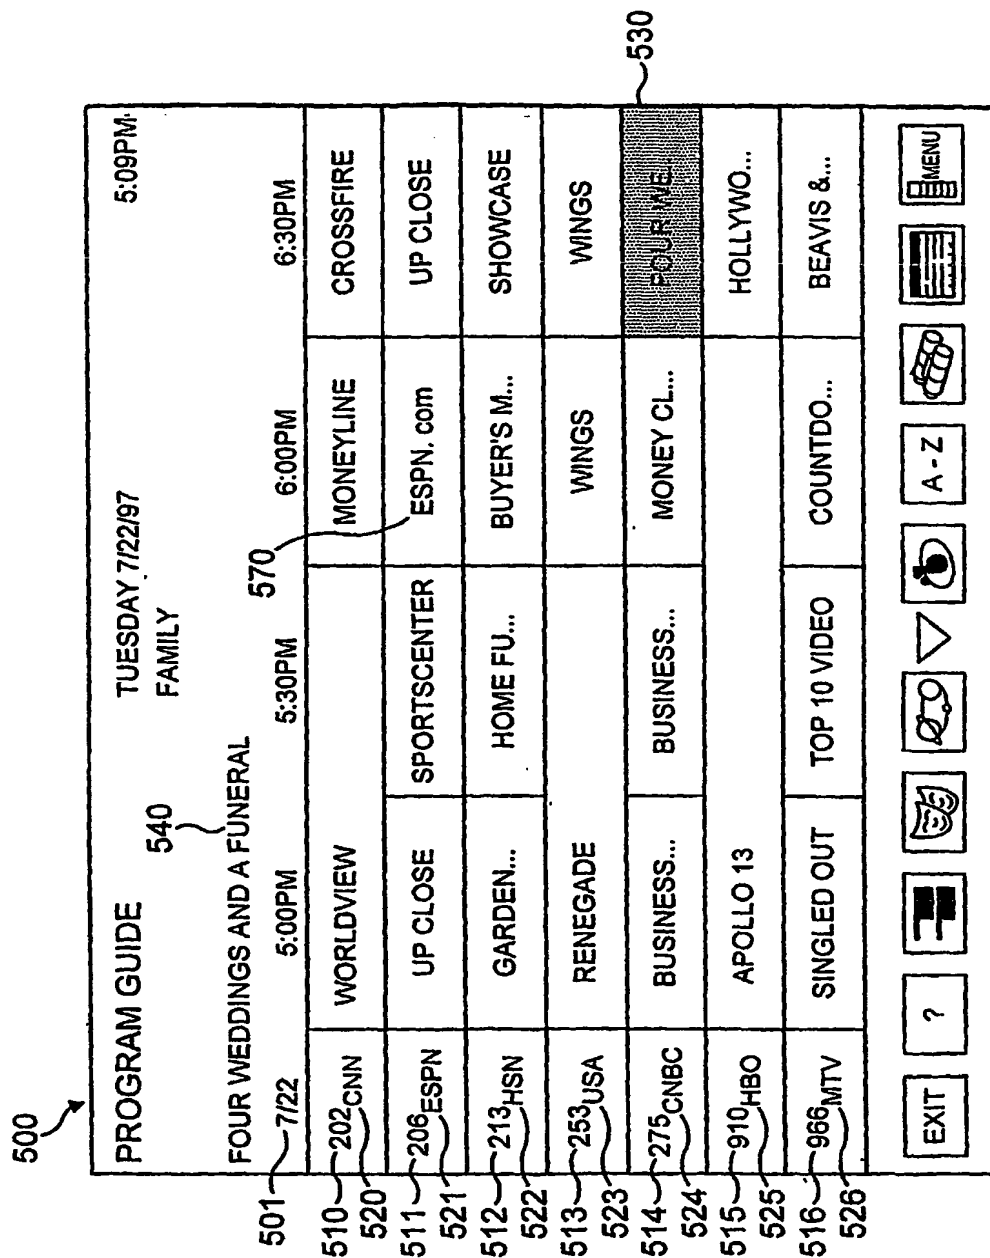 500
PROGRAM GUIDE
TUESDAY 7/22/97
5:09PM
FAMILY
540
FOUR WEDDINGS AND A FUNERAL
570
501 7/22 5:00PM 5:30PM 6:00PM 6:30PM
510 202 CNN 520 WORLDVIEW MONEYLINE CROSSFIRE
511 206 ESPN 521 UP CLOSE SPORTSCENTER ESPN. com UP CLOSE
512 213 HSN 522 GARDEN... HOME FU... BUYER'S M... SHOWCASE
513 253 USA 523 RENEGADE WINGS WINGS
514 275 CNBC 524 BUSINESS... BUSINESS... MONEY CL... POUR WE... 530
515 910 HBO 525 APOLLO 13 HOLLYWO...
516 966 MTV 526 SINGLED OUT TOP 10 VIDEO COUNTDO... BEAVIS &...
EXIT ? A - Z MENU